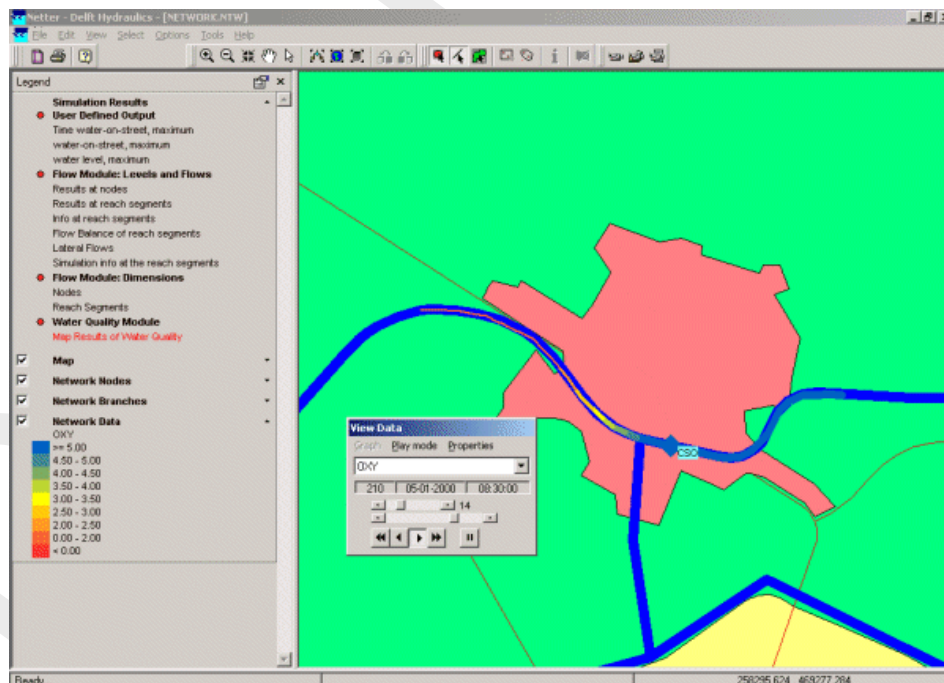 Netter - Delft Hydraulics - [NETWORK.NTW]
File Edit View Select Options Tools Help
Legend
Simulation Results
User Defined Output
Time water-on-street, maximum
water-on-street, maximum
water level, maximum
Flow Module: Levels and Flows
Results at nodes
Results at reach segments
Info at reach segments
Flow Balance of reach segments
Lateral Flows
Simulation info at the reach segments
Flow Module: Dimensions
Nodes
Reach Segments
Water Quality Module
Map Results of Water Quality
Map
Network Nodes
Network Branches
Network Data
OXY
>= 5.00
4.50 - 5.00
4.00 - 4.50
3.50 - 4.00
3.00 - 3.50
2.50 - 3.00
2.00 - 2.50
0.00 - 2.00
< 0.00
View Data
Graph Play mode Properties
OXY
210 05-01-2000 08:30:00
14
CSO
Ready
258295.624 469277.284